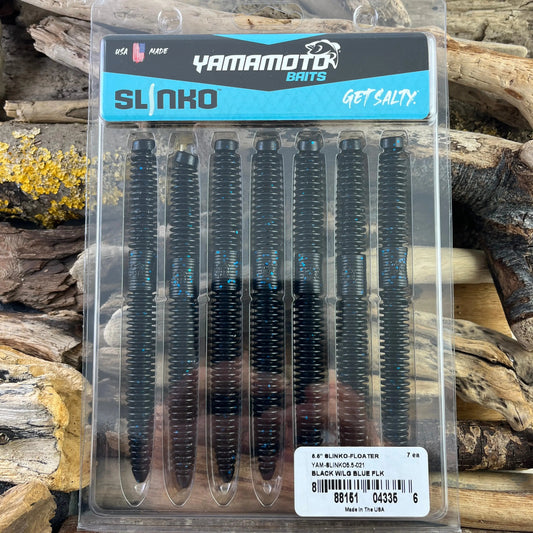 USA MADE
YAMAMOTO
BAITS
SLINKO™
GET SALTY.
5.5" SLINKO-FLOATER 7 ea
YAM-SLINKO5.5-021
BLACK W/LG BLUE FLK
8 88151 04335 6
Made In The USA